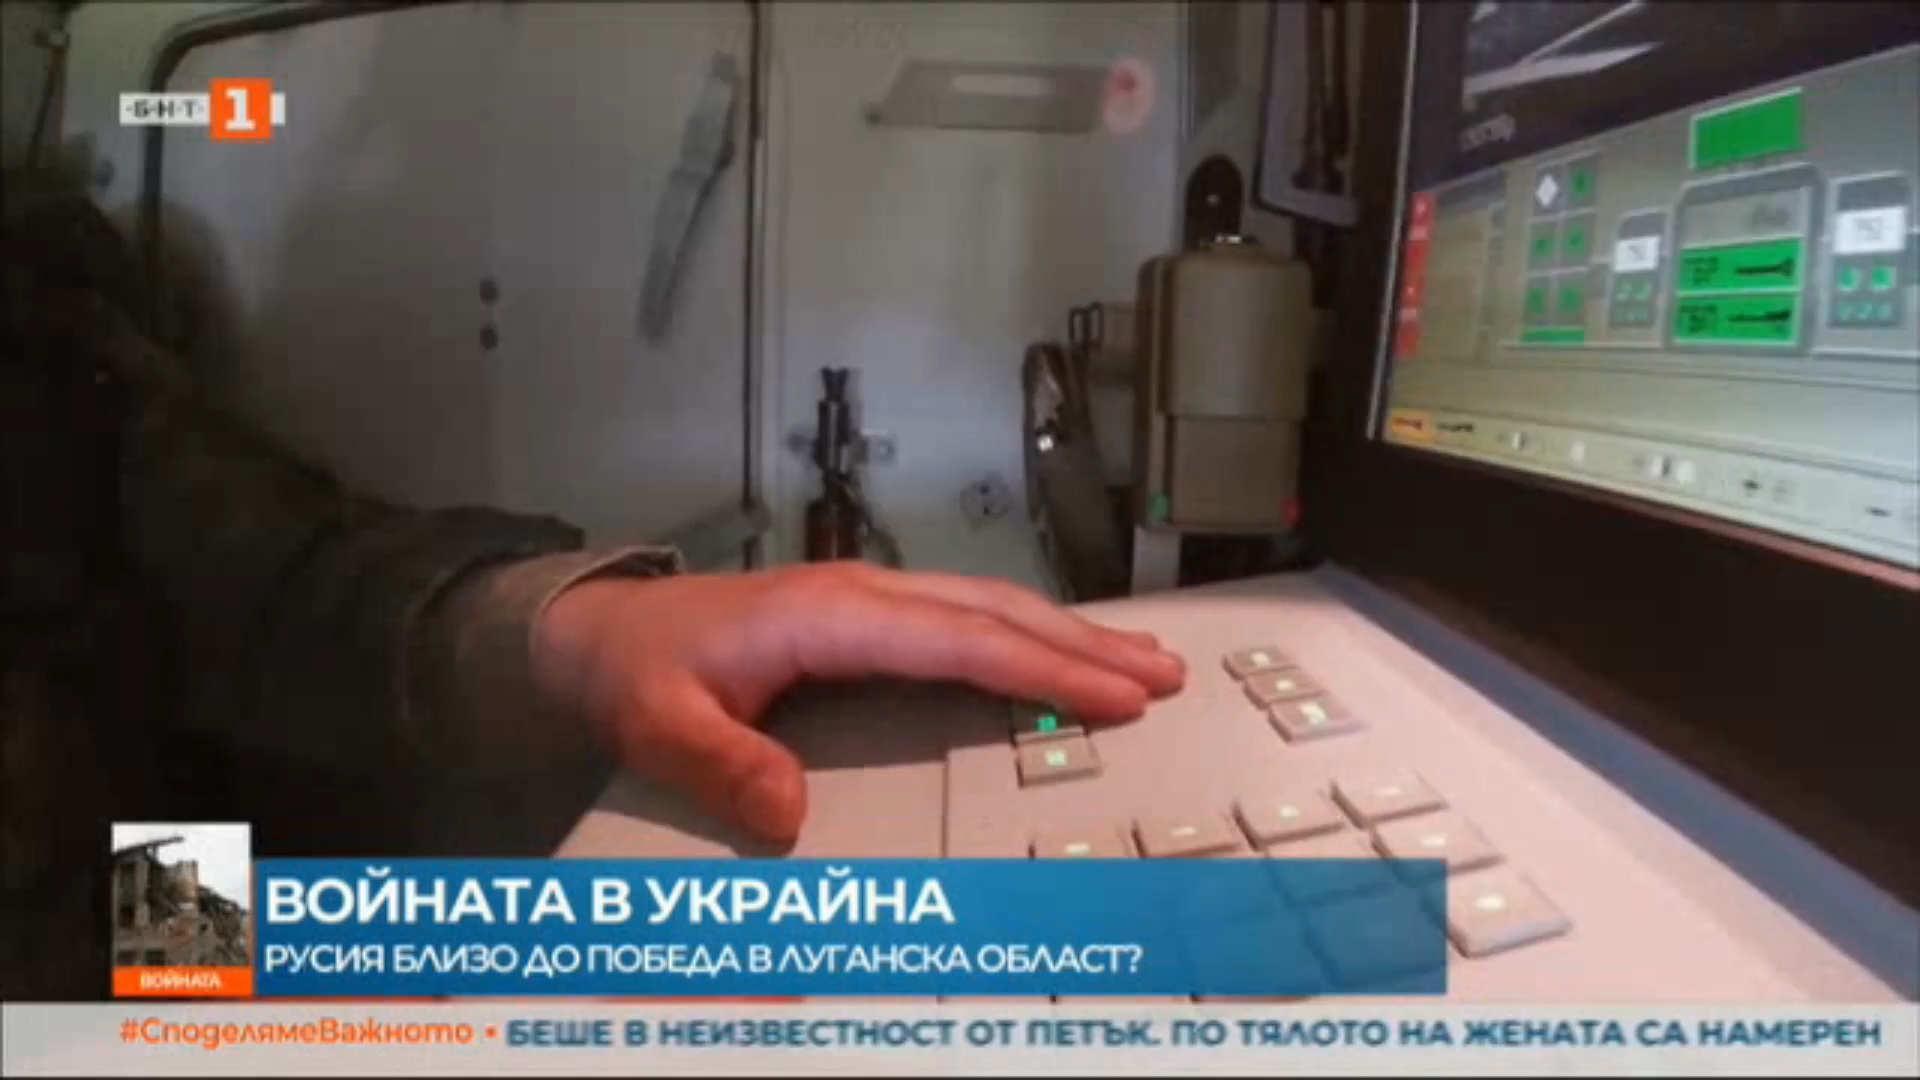 ·Б·Н·Т· 1
ВОЙНАТА В УКРАЙНА
РУСИЯ БЛИЗО ДО ПОБЕДА В ЛУГАНСКА ОБЛАСТ?
ВОЙНАТА
#СподелямеВажното • БЕШЕ В НЕИЗВЕСТНОСТ ОТ ПЕТЪК. ПО ТЯЛОТО НА ЖЕНАТА СА НАМЕРЕН